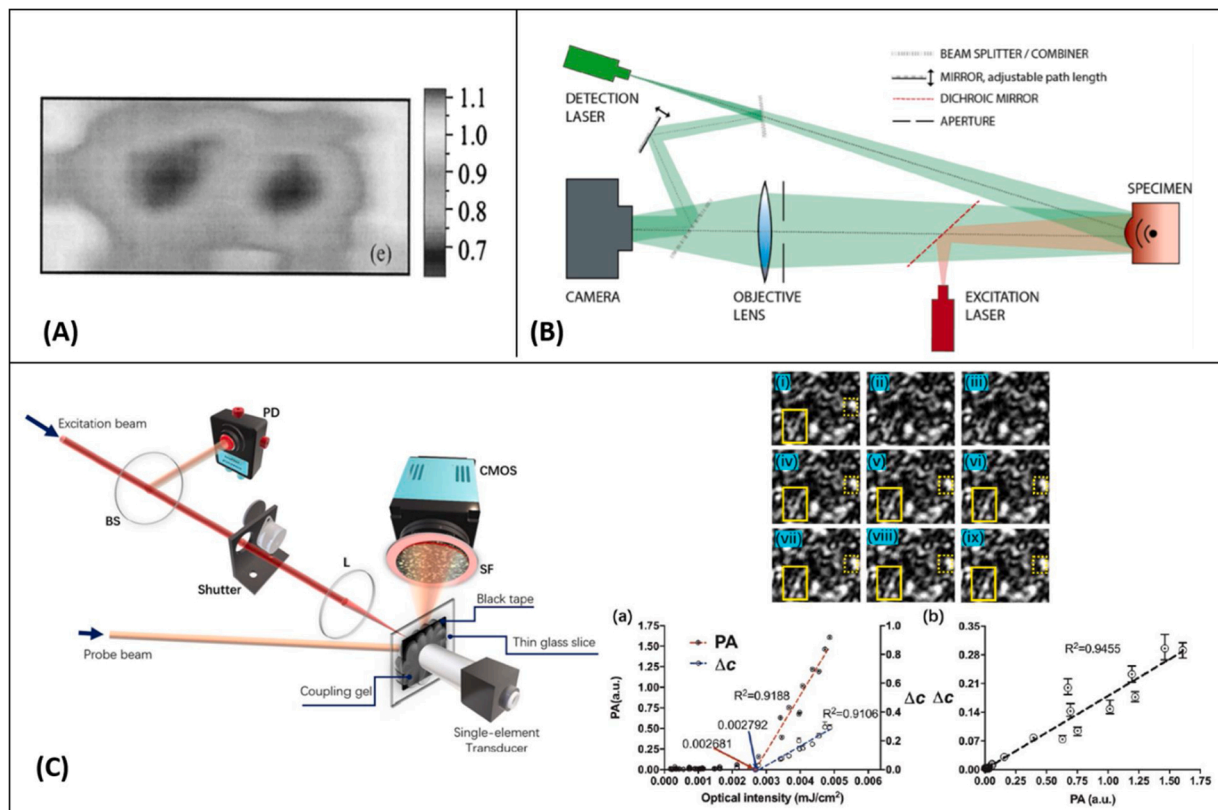 1.1
1.0
0.9
0.8
0.7
(e)
(A)
DETECTION
LASER
BEAM SPLITTER / COMBINER
MIRROR, adjustable path length
DICHROIC MIRROR
APERTURE
SPECIMEN
CAMERA
OBJECTIVE
LENS
EXCITATION
LASER
(B)
Excitation beam
PD
BS
CMOS
Shutter
L
SF
Black tape
Thin glass slice
Probe beam
Coupling gel
Single-element
Transducer
(C)
(i)
(ii)
(iii)
(iv)
(v)
(vi)
(vii)
(viii)
(ix)
(a)
1.75
1.50
1.25
1.00
0.75
0.50
0.25
0.00
PA(a.u.)
PA
Δc
R²=0.9188
R²=0.9106
0.002792
0.002681
1.0
0.8
0.6
0.4
0.2
0.0
Δc
0.000 0.001 0.002 0.003 0.004 0.005 0.006
Optical intensity (mJ/cm²)
(b)
0.35
0.28
0.21
0.14
0.07
0.00
Δc
R²=0.9455
0.00 0.25 0.50 0.75 1.00 1.25 1.50 1.75
PA (a.u.)